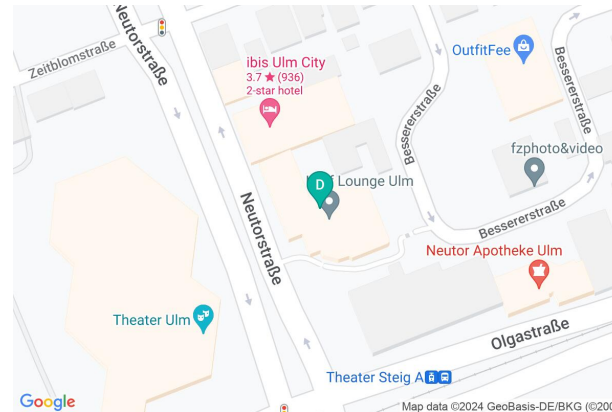 Zeitblomstraße
Neutorstraße
ibis Ulm City
3.7 ★ (936)
2-star hotel
OutfitFee
Bessererstraße
Bessererstraße
fzphoto&video
D
Lounge Ulm
Bessererstraße
Neutorstraße
Neutor Apotheke Ulm
Theater Ulm
Olgastraße
Theater Steig A
Google
Map data ©2024 GeoBasis-DE/BKG (©200